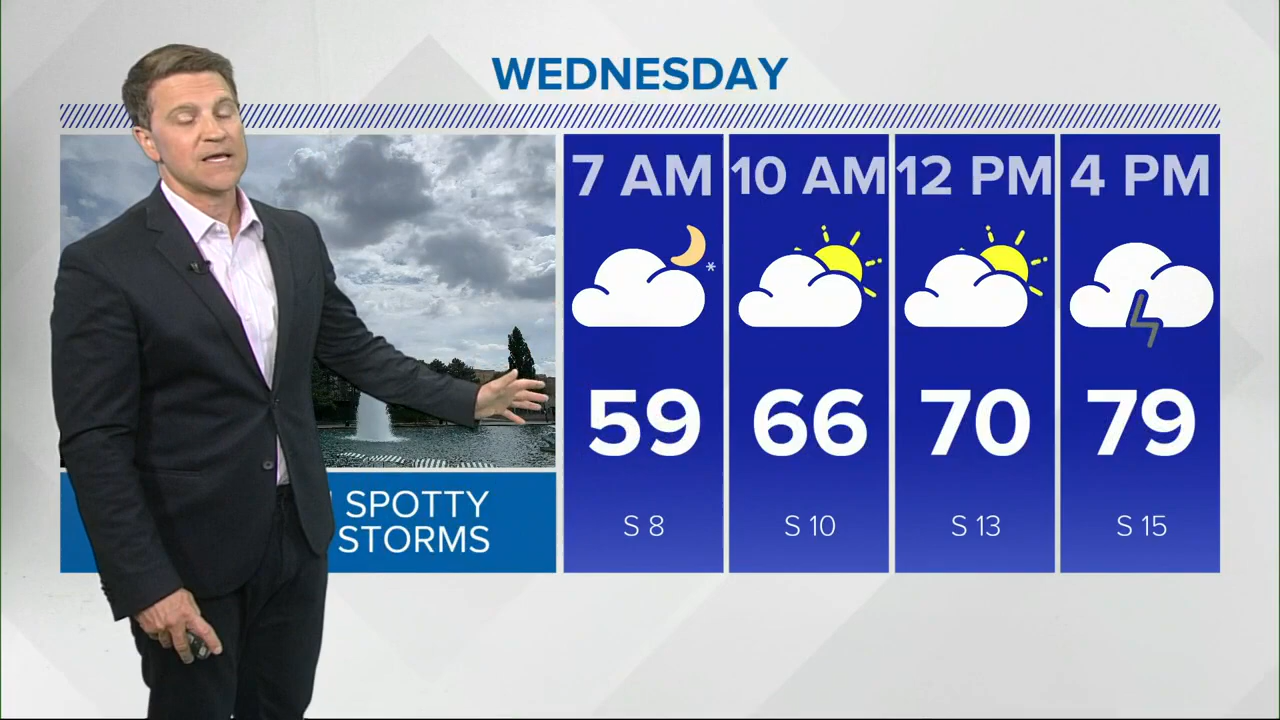 WEDNESDAY
7 AM
10 AM
12 PM
4 PM
59
66
70
79
S 8
S 10
S 13
S 15
SPOTTY
STORMS